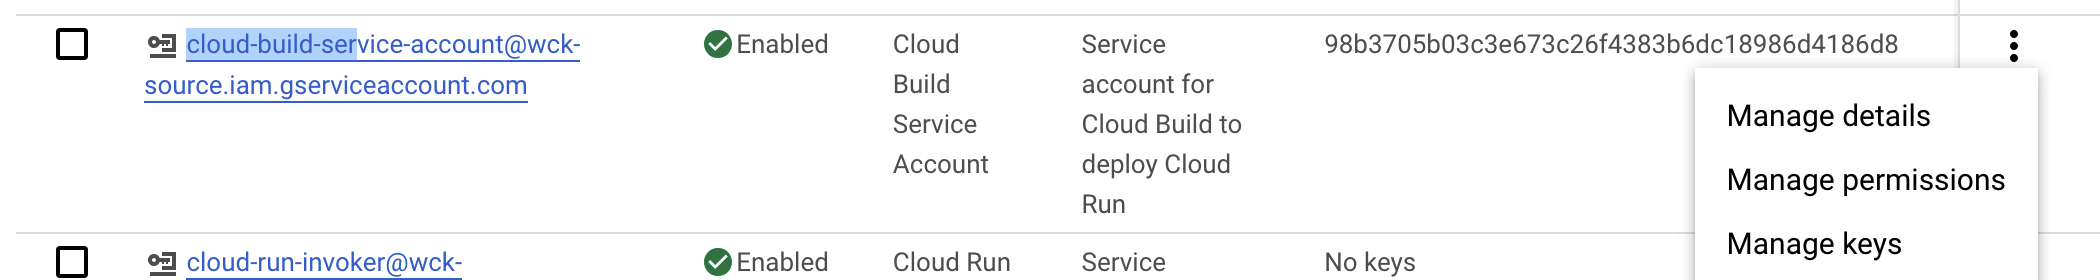 cloud-build-service-account@wck-
source.iam.gserviceaccount.com
Enabled
Cloud
Build
Service
Account
Service
account for
Cloud Build to
deploy Cloud
Run
98b3705b03c3e673c26f4383b6dc18986d4186d8
Manage details
Manage permissions
Manage keys
cloud-run-invoker@wck-
Enabled
Cloud Run
Service
No keys